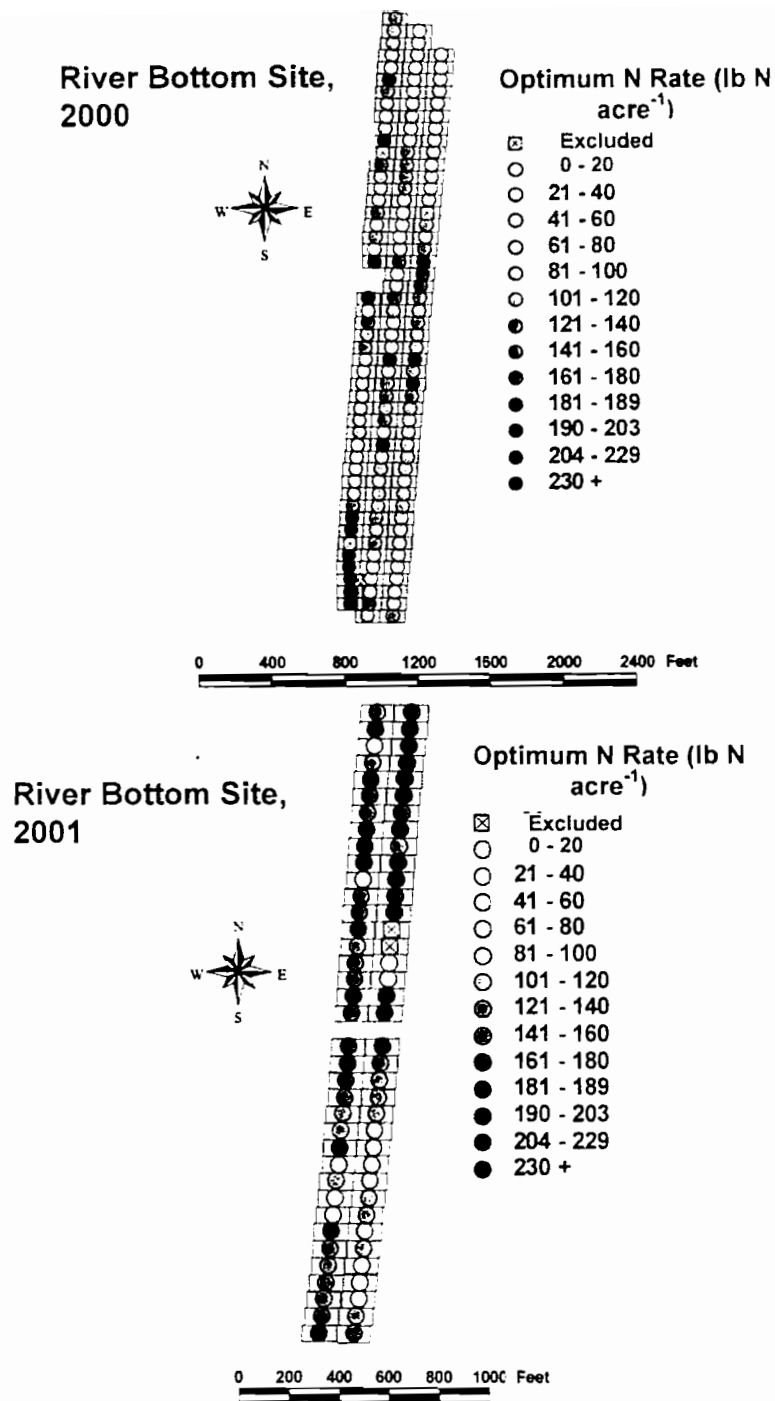 River Bottom Site,
2000
N
W E
S
Optimum N Rate (lb N
acre⁻¹)
Excluded
0 - 20
21 - 40
41 - 60
61 - 80
81 - 100
101 - 120
121 - 140
141 - 160
161 - 180
181 - 189
190 - 203
204 - 229
230 +
0 400 800 1200 1600 2000 2400 Feet
River Bottom Site,
2001
N
W E
S
Optimum N Rate (lb N
acre⁻¹)
Excluded
0 - 20
21 - 40
41 - 60
61 - 80
81 - 100
101 - 120
121 - 140
141 - 160
161 - 180
181 - 189
190 - 203
204 - 229
230 +
0 200 400 600 800 1000 Feet